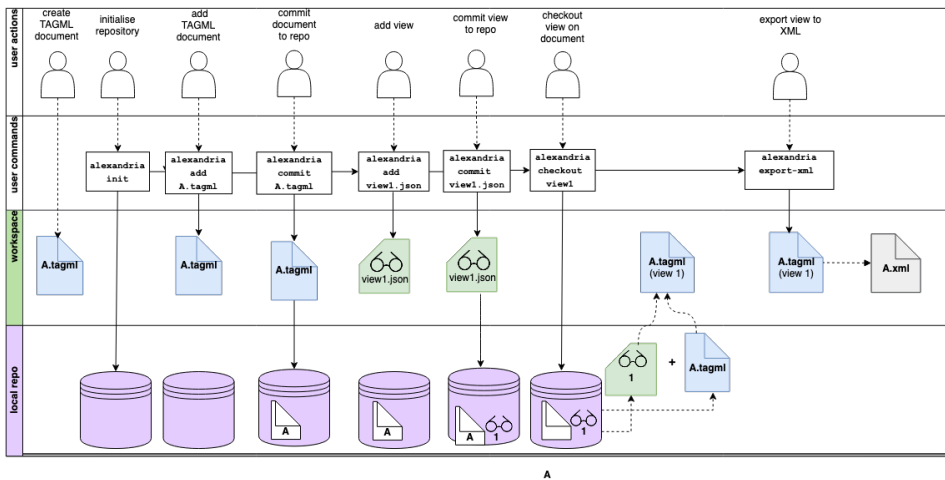 user actions
create
TAGML
document
initialise
repository
add
TAGML
document
commit
document
to repo
add view
commit view
to repo
checkout
view on
document
export view to
XML
user commands
alexandria
init
alexandria
add
A.tagml
alexandria
commit
A.tagml
alexandria
add
view1.json
alexandria
commit
view1.json
alexandria
checkout
view1
alexandria
export-xml
workspace
A.tagml
A.tagml
A.tagml
view1.json
view1.json
A.tagml
(view 1)
A.tagml
(view 1)
A.xml
local repo
A
A
A
1
1
1
+
A.tagml
A